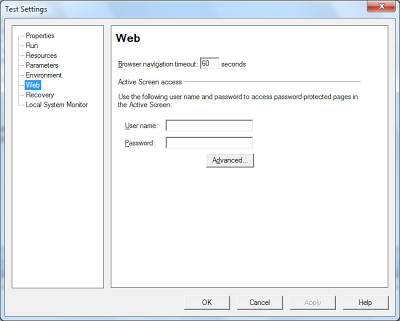 Test Settings
Properties
Run
Resources
Parameters
Environment
Web
Recovery
Local System Monitor
Web
Browser navigation timeout: 60 seconds
Active Screen access
Use the following user name and password to access password-protected pages in
the Active Screen:
User name:
Password:
Advanced...
OK
Cancel
Apply
Help